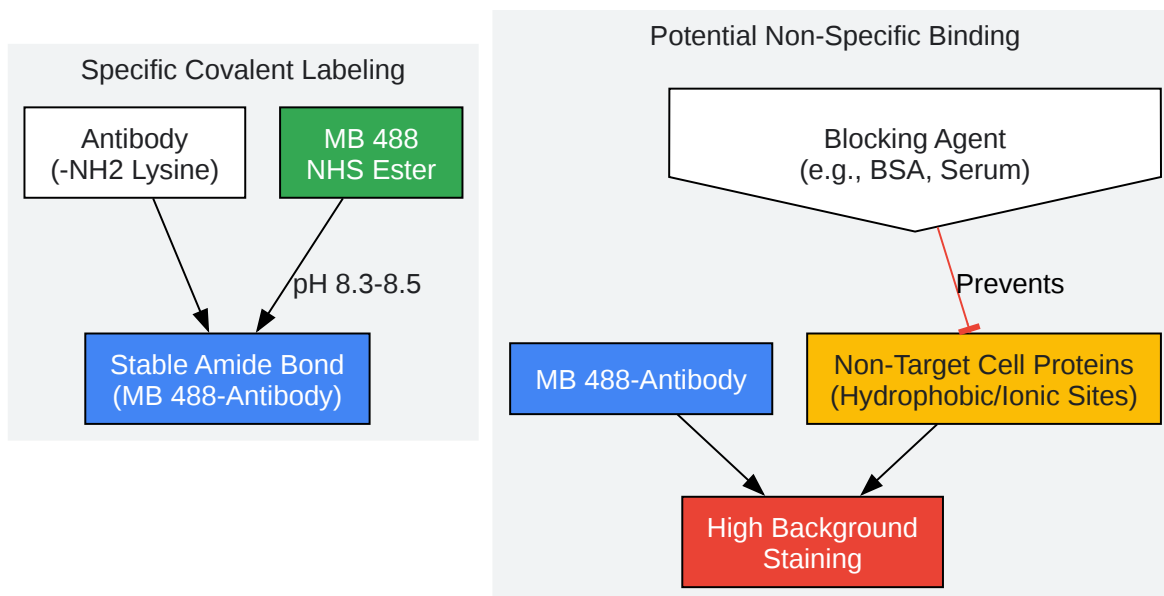 Specific Covalent Labeling
Antibody
(-NH2 Lysine)
MB 488
NHS Ester
pH 8.3-8.5
Stable Amide Bond
(MB 488-Antibody)
Potential Non-Specific Binding
Blocking Agent
(e.g., BSA, Serum)
Prevents
MB 488-Antibody
Non-Target Cell Proteins
(Hydrophobic/Ionic Sites)
High Background
Staining